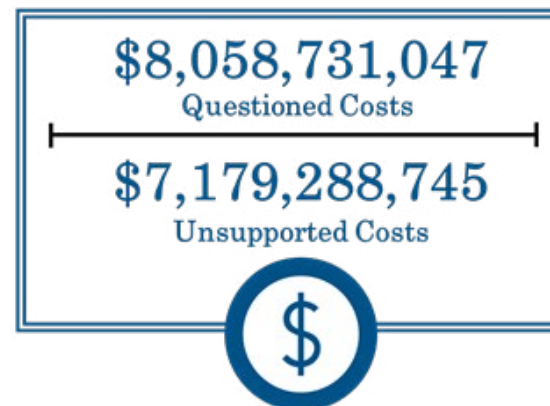 $8,058,731,047
Questioned Costs
$7,179,288,745
Unsupported Costs
$